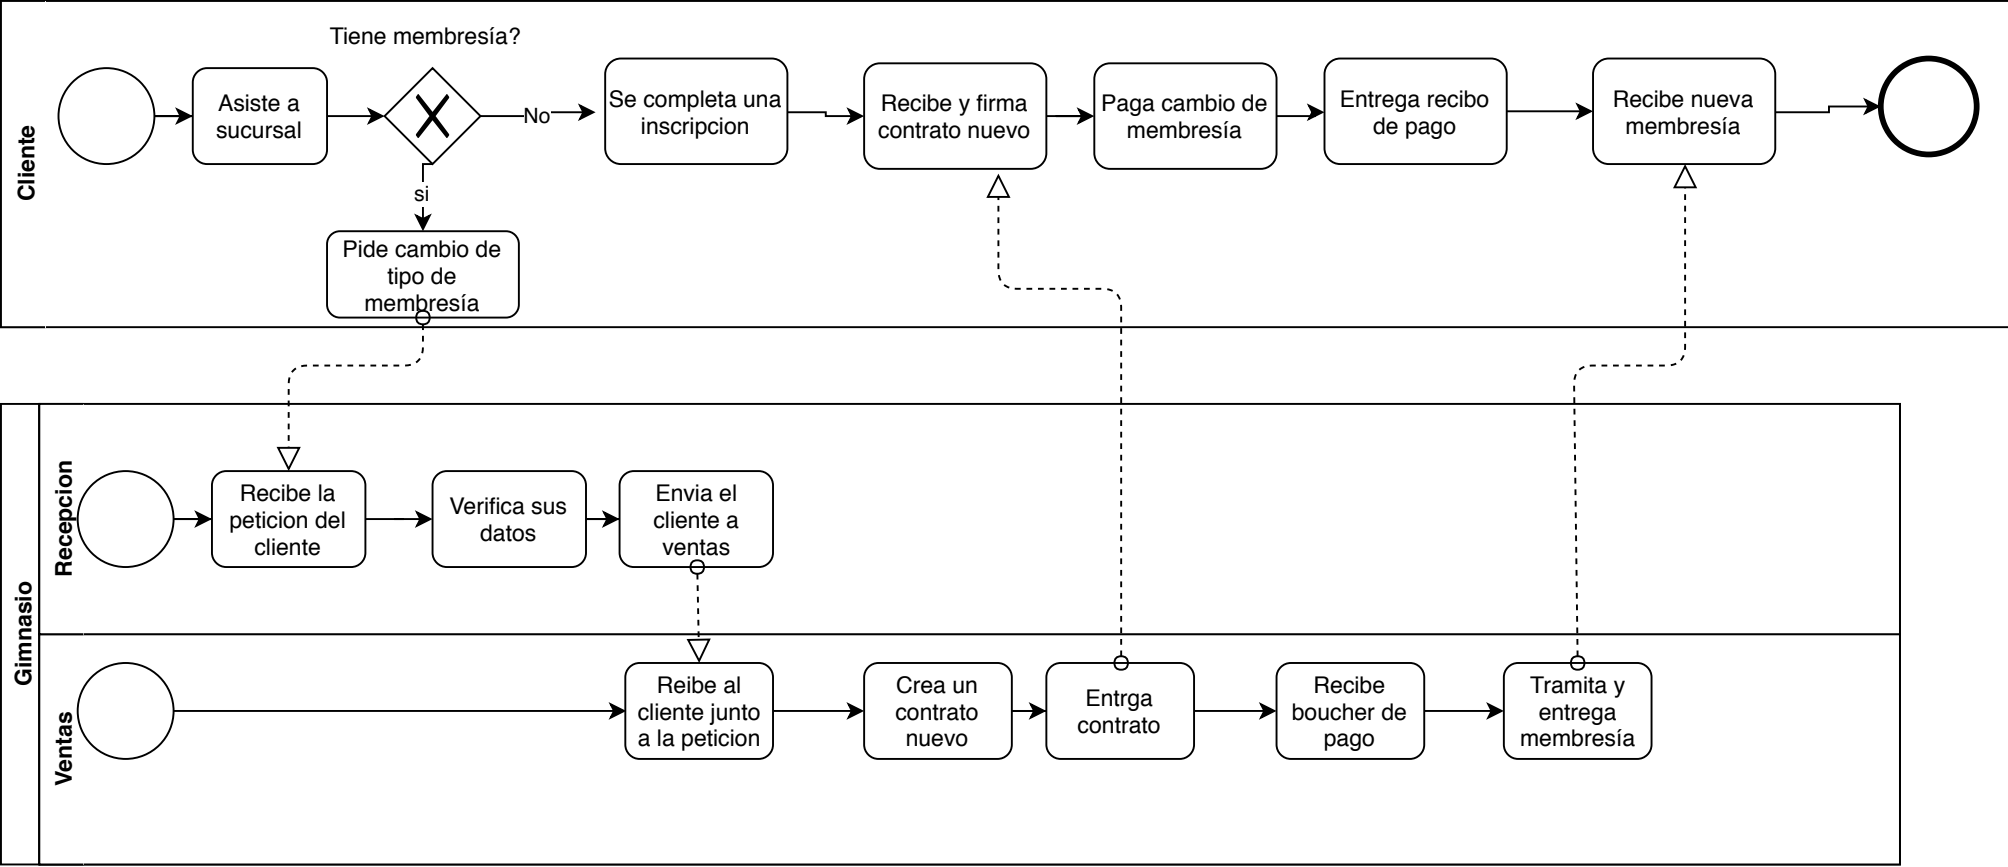 Tiene membresía?
Cliente
Asiste a
sucursal
No
Se completa una
inscripcion
Recibe y firma
contrato nuevo
Paga cambio de
membresía
Entrega recibo
de pago
Recibe nueva
membresía
si
Pide cambio de
tipo de
membresía
Gimnasio
Recepcion
Recibe la
peticion del
cliente
Verifica sus
datos
Envia el
cliente a
ventas
Ventas
Reibe al
cliente junto
a la peticion
Crea un
contrato
nuevo
Entrga
contrato
Recibe
boucher de
pago
Tramita y
entrega
membresía